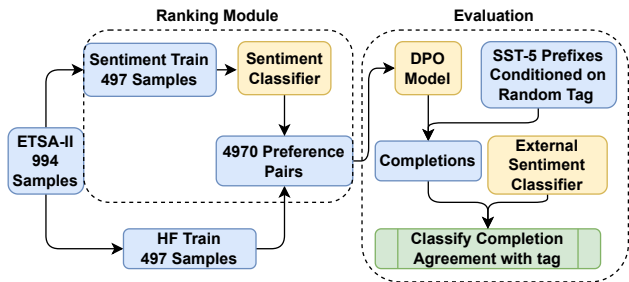 Ranking Module
Evaluation
Sentiment Train
497 Samples
Sentiment
Classifier
DPO
Model
SST-5 Prefixes
Conditioned on
Random Tag
ETSA-II
994
Samples
4970 Preference
Pairs
Completions
External
Sentiment
Classifier
HF Train
497 Samples
Classify Completion
Agreement with tag